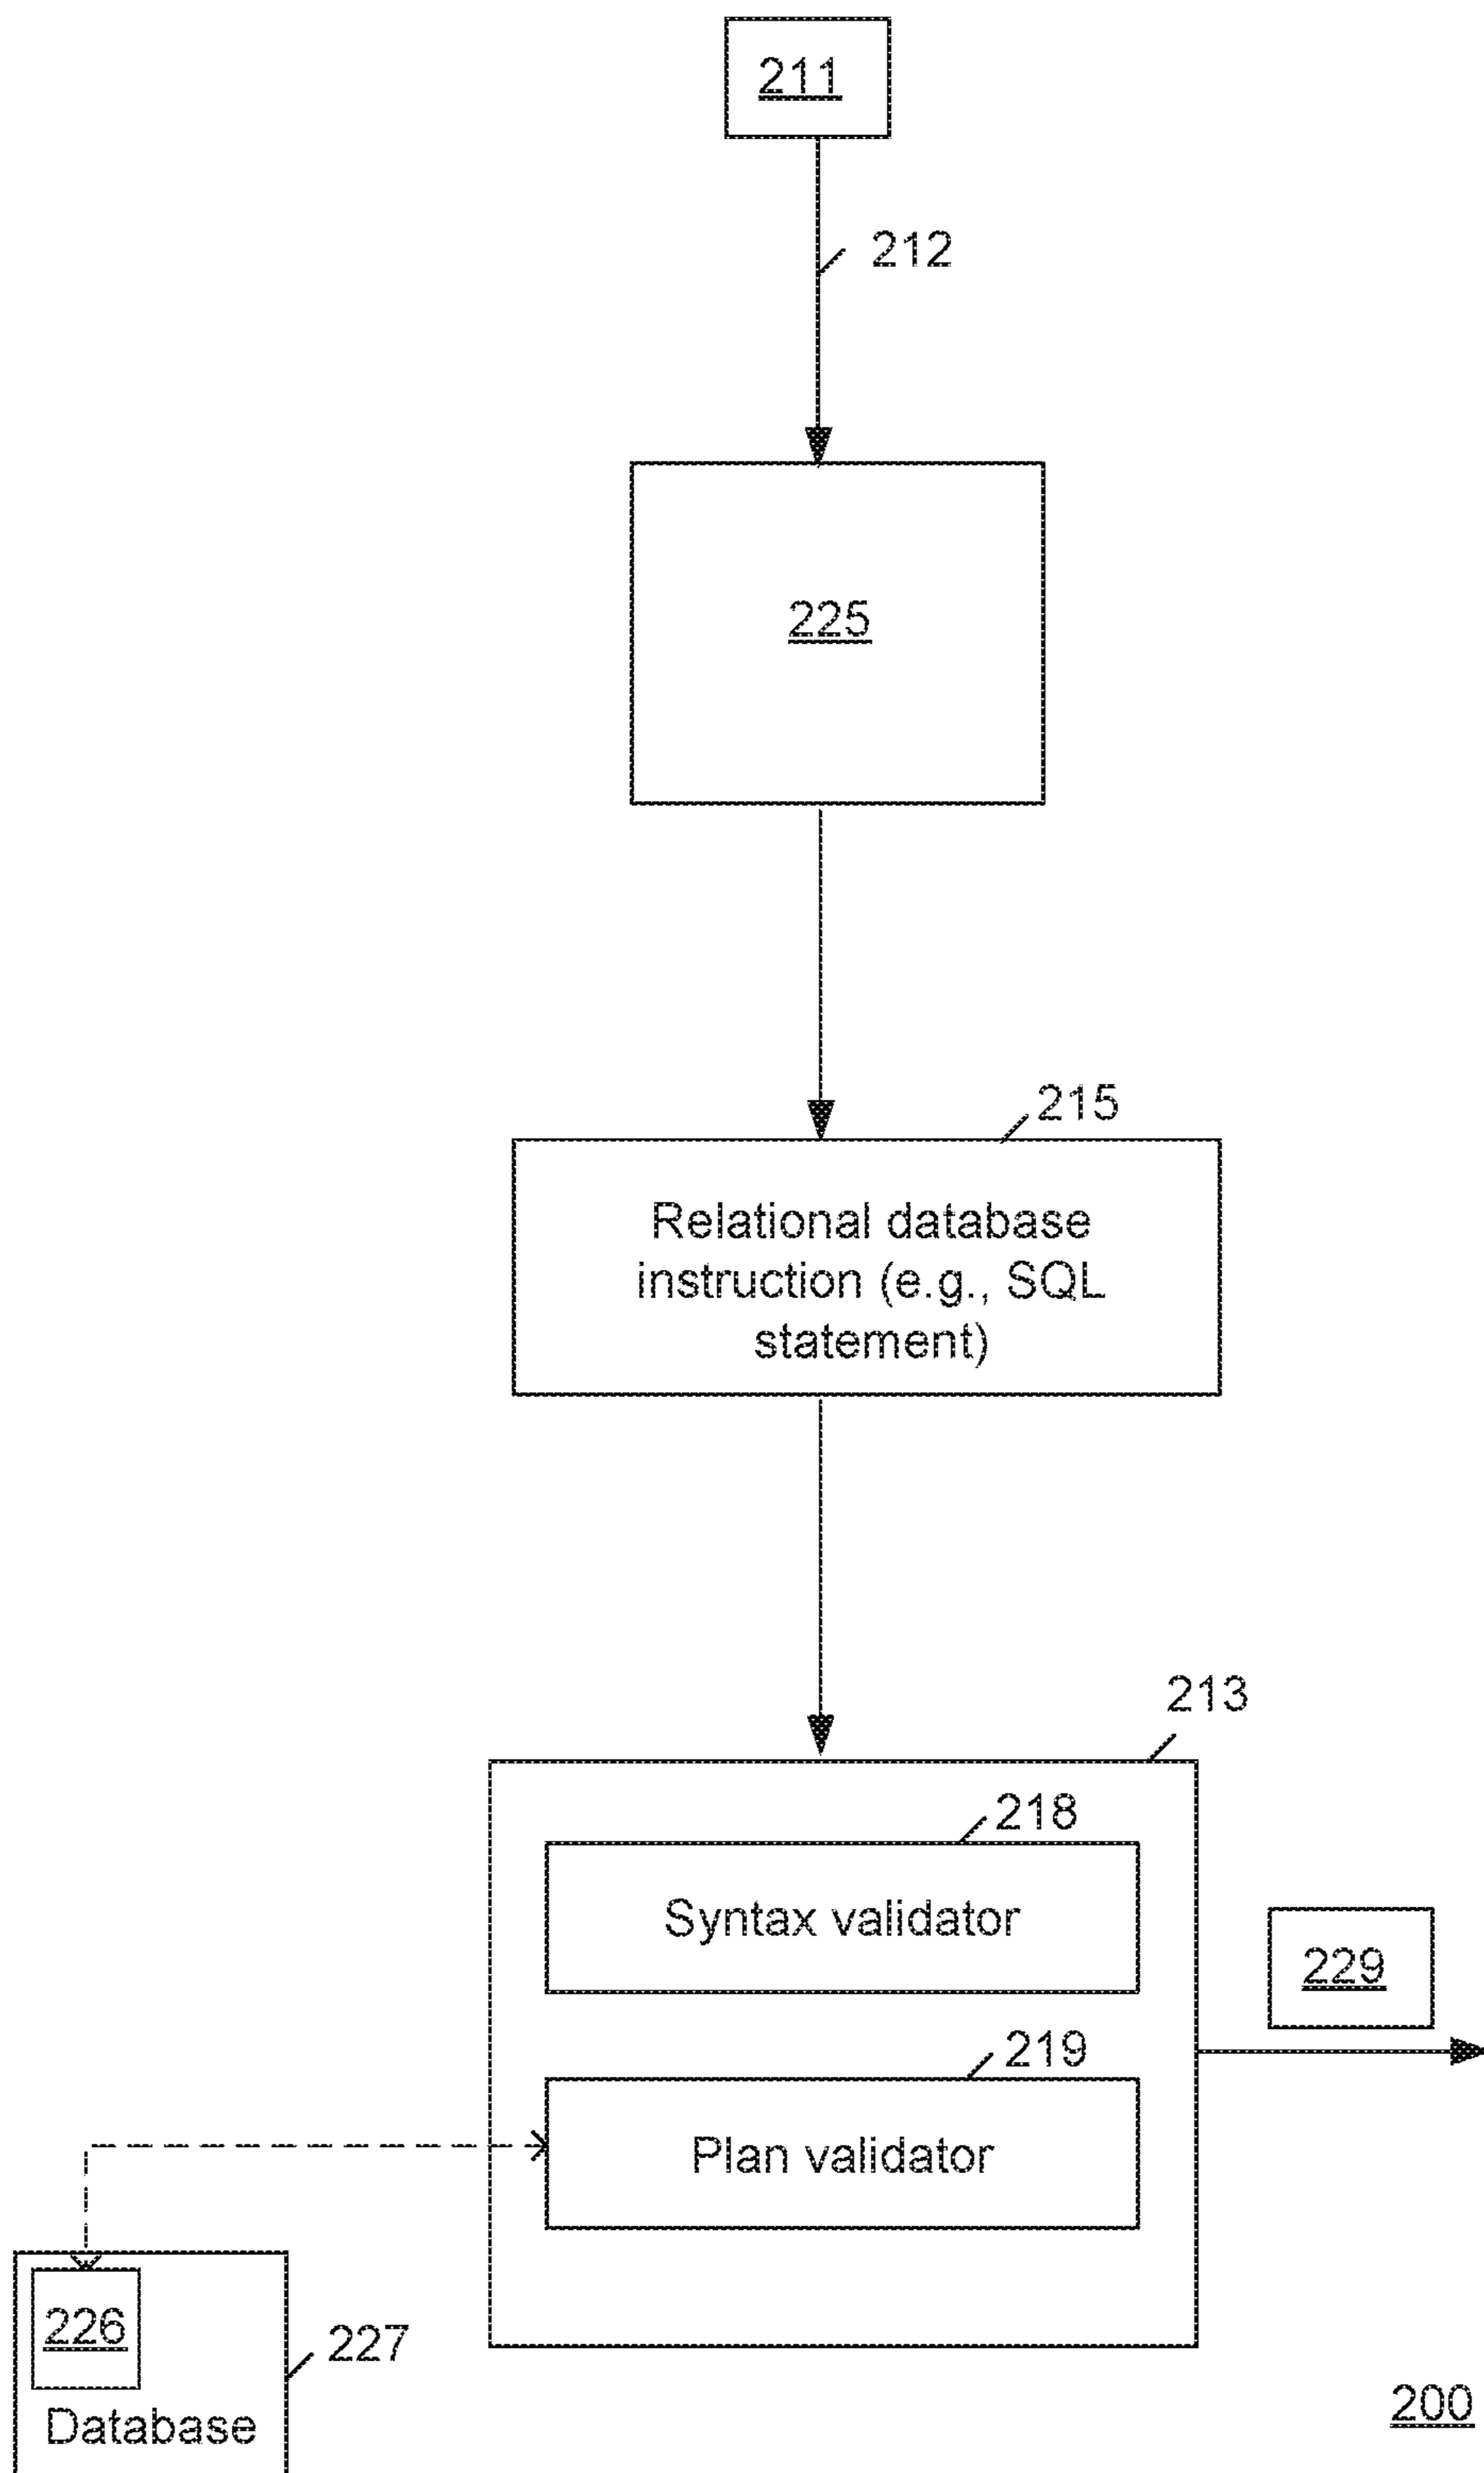 211
212
225
215
Relational database
instruction (e.g., SQL
statement)
213
218
Syntax validator
229
219
Plan validator
226
227
Database
200